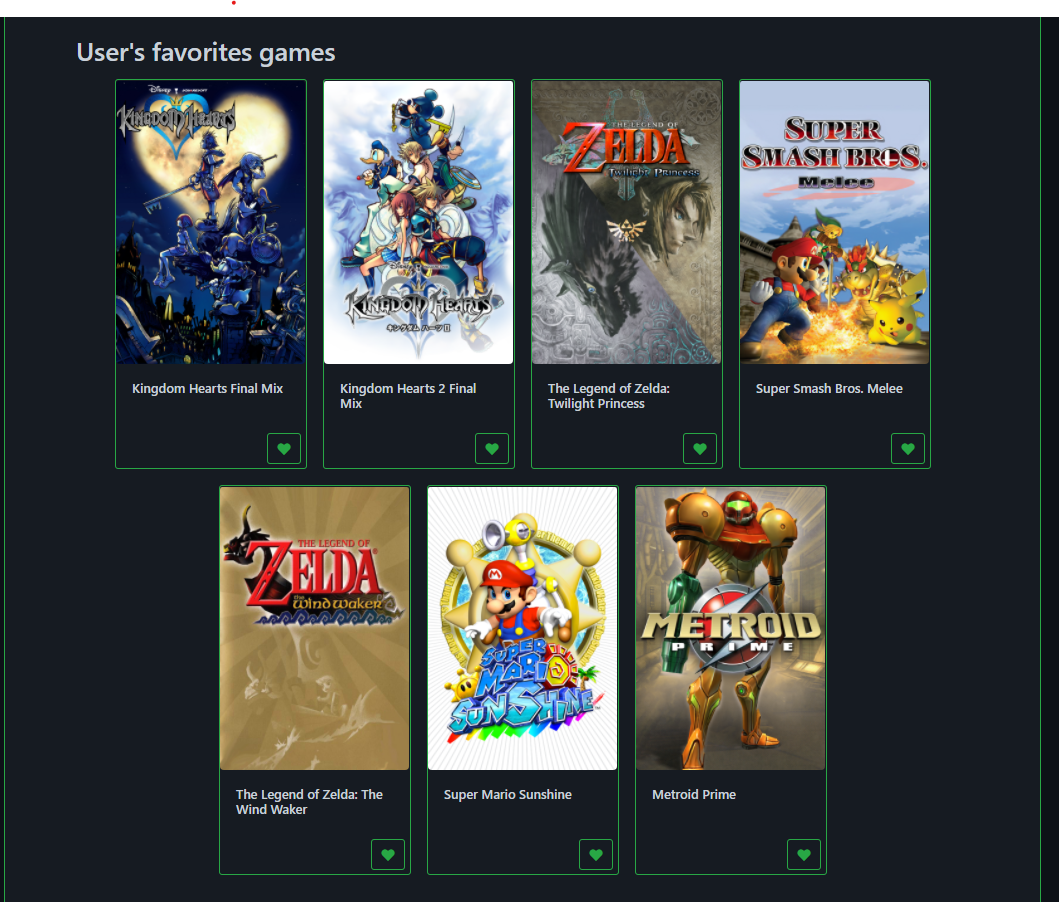 User's favorites games
Disney
KINGDOM HEARTS
Disney
KINGDOM HEARTS
キングダム ハーツ II
THE LEGEND OF
ZELDA
Twilight Princess
SUPER
SMASH BROS.
Melee
Kingdom Hearts Final Mix
Kingdom Hearts 2 Final
Mix
The Legend of Zelda:
Twilight Princess
Super Smash Bros. Melee
THE LEGEND OF
ZELDA
the
Wind Waker
M
SUPER
MARIO
SUNSHINE
METROID
PRIME
The Legend of Zelda: The
Wind Waker
Super Mario Sunshine
Metroid Prime